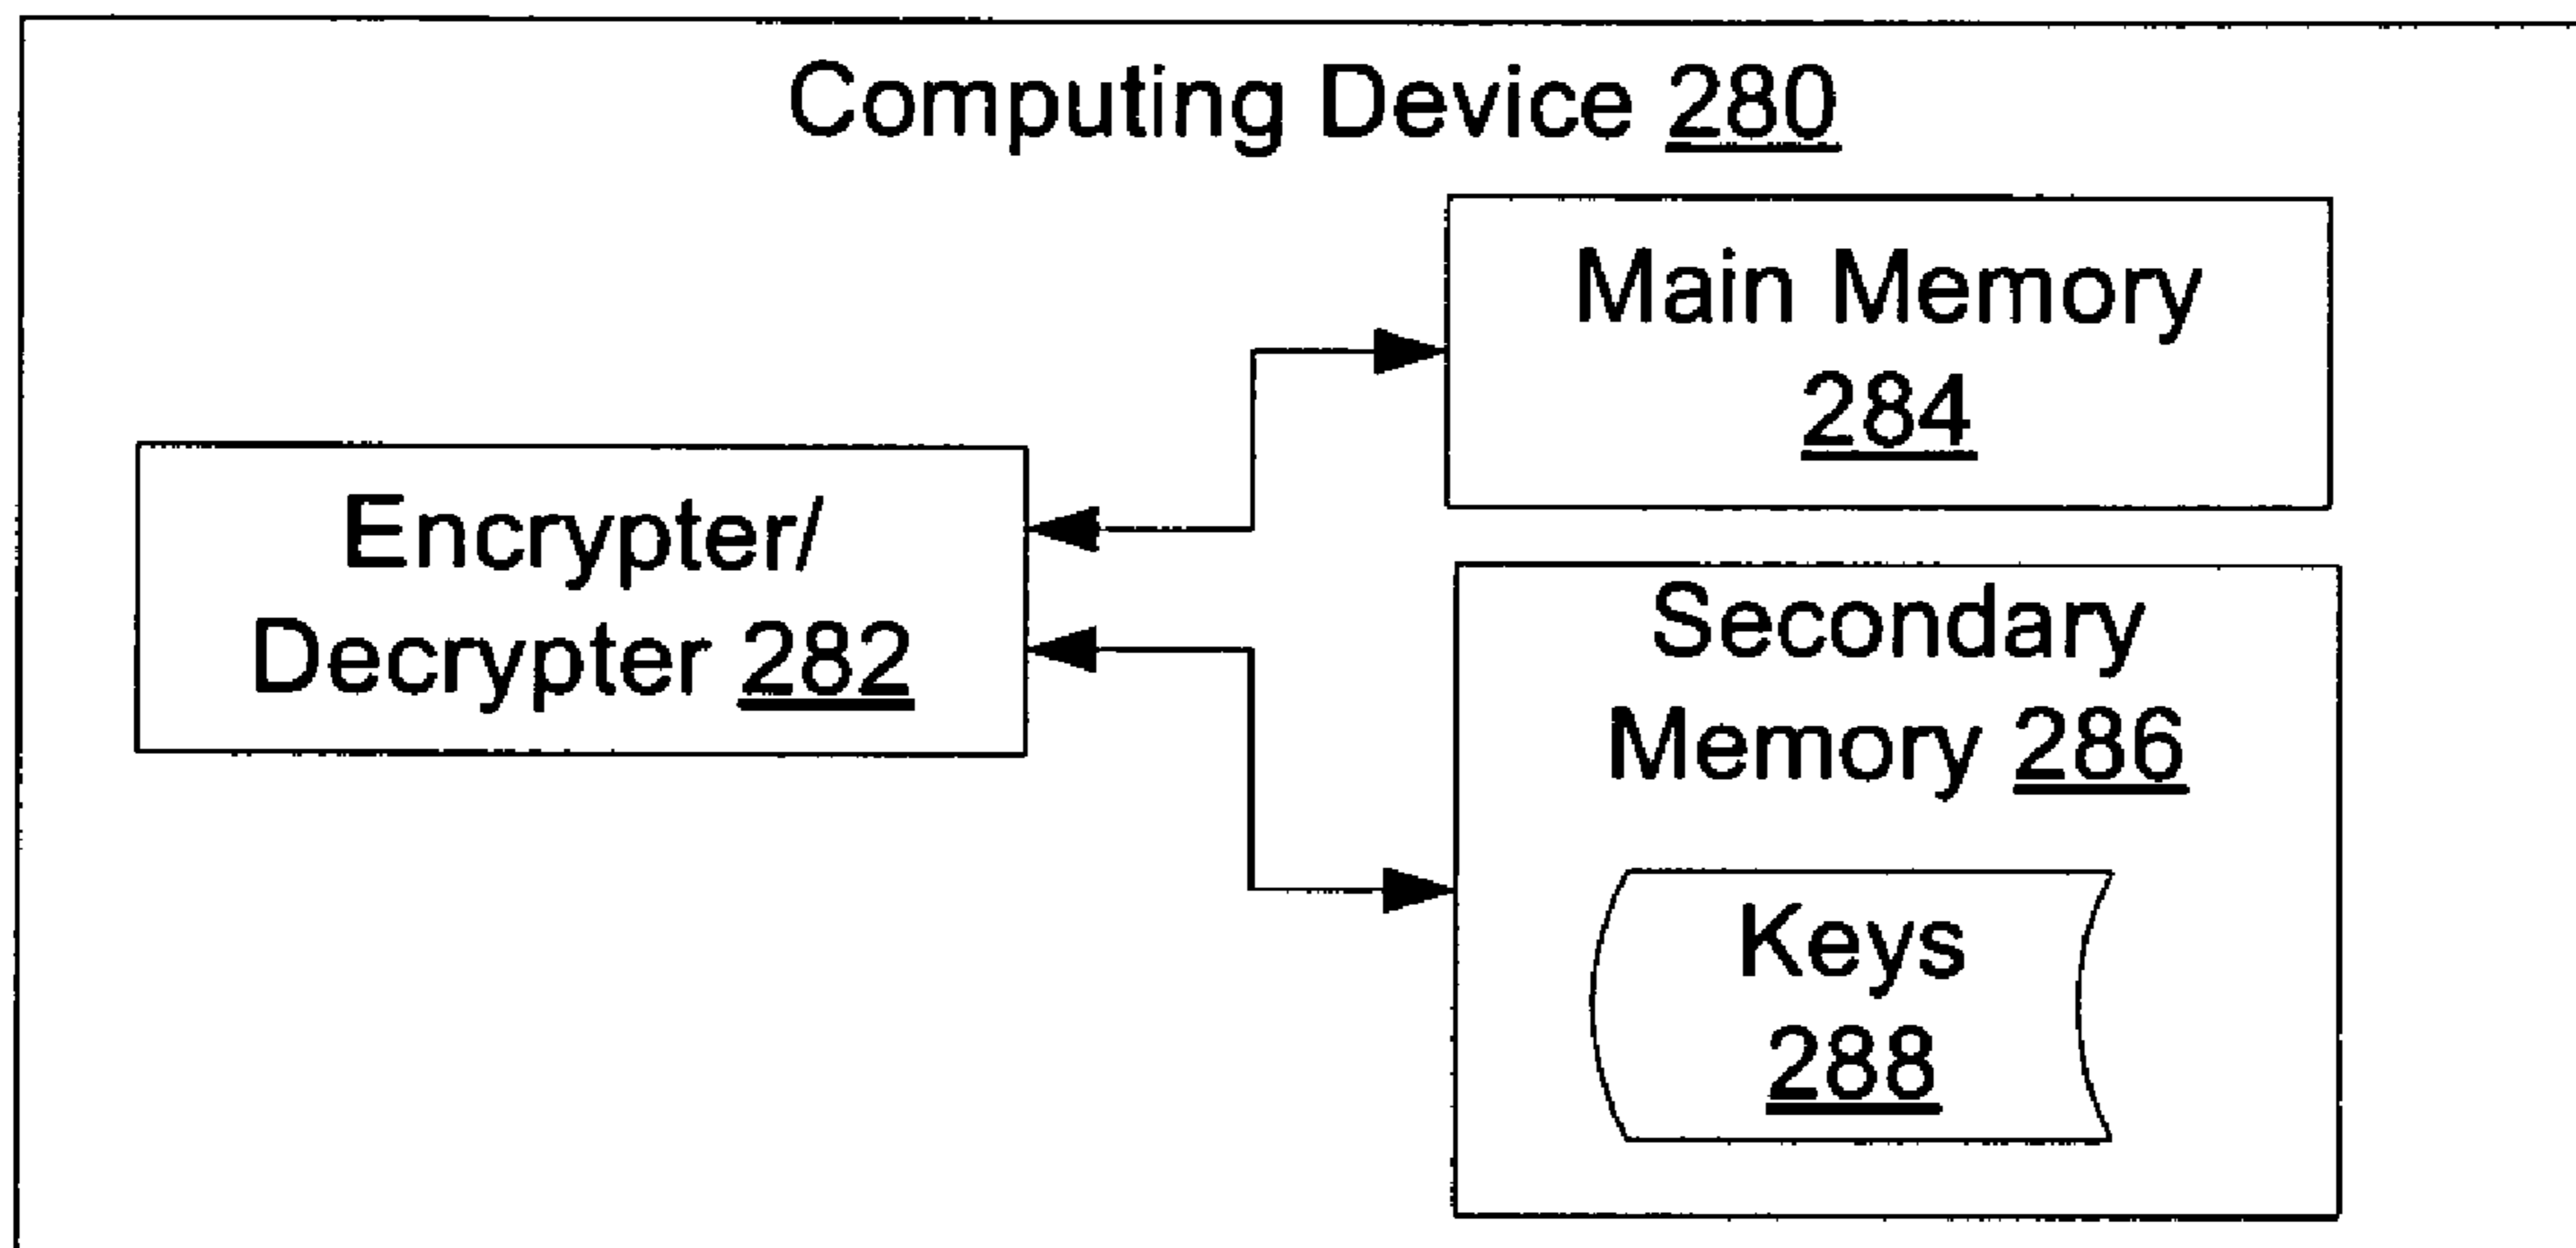 Computing Device 280
Main Memory
284
Encrypter/
Decrypter 282
Secondary
Memory 286
Keys
288